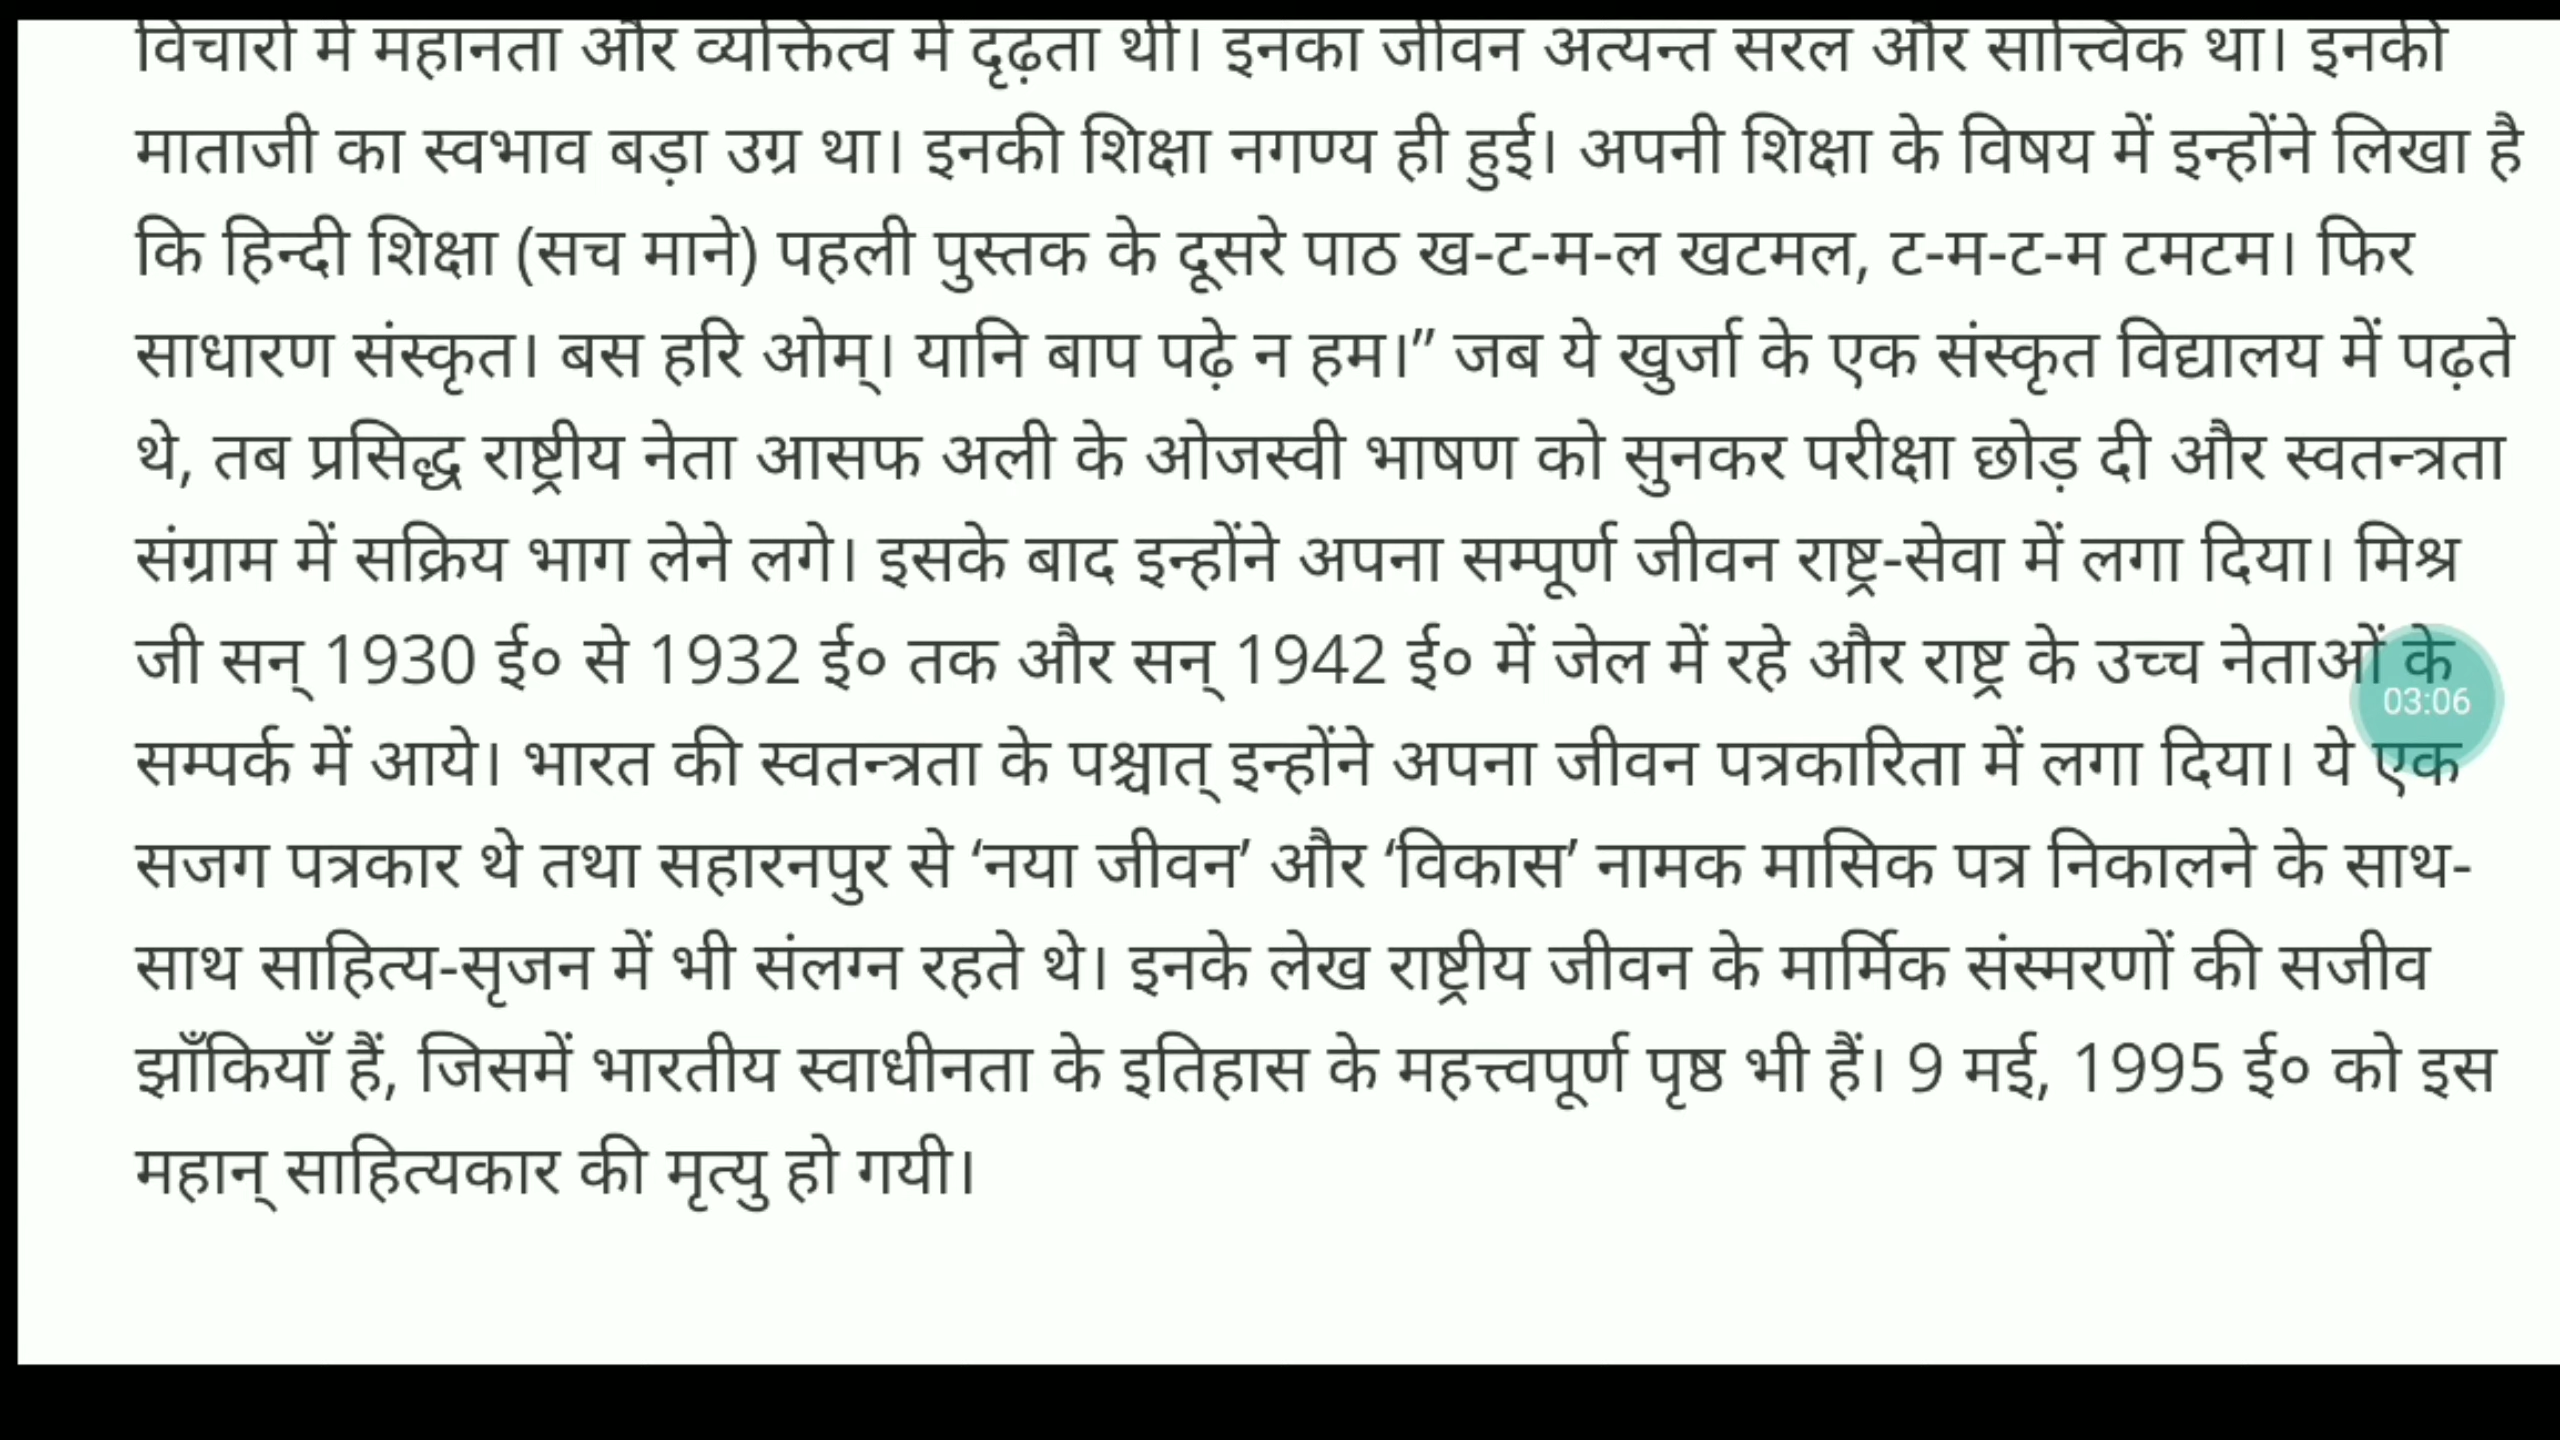 विचारों में महानता और व्यक्तित्व में दृढ़ता थी। इनका जीवन अत्यन्त सरल और सात्त्विक था। इनकी
माताजी का स्वभाव बड़ा उग्र था। इनकी शिक्षा नगण्य ही हुई। अपनी शिक्षा के विषय में इन्होंने लिखा है
कि हिन्दी शिक्षा (सच माने) पहली पुस्तक के दूसरे पाठ ख-ट-म-ल खटमल, ट-म-ट-म टमटम। फिर
साधारण संस्कृत। बस हरि ओम्। यानि बाप पढ़े न हम।” जब ये खुर्जा के एक संस्कृत विद्यालय में पढ़ते
थे, तब प्रसिद्ध राष्ट्रीय नेता आसफ अली के ओजस्वी भाषण को सुनकर परीक्षा छोड़ दी और स्वतन्त्रता
संग्राम में सक्रिय भाग लेने लगे। इसके बाद इन्होंने अपना सम्पूर्ण जीवन राष्ट्र-सेवा में लगा दिया। मिश्र
जी सन् 1930 ई० से 1932 ई० तक और सन् 1942 ई० में जेल में रहे और राष्ट्र के उच्च नेताओं के
03:06
सम्पर्क में आये। भारत की स्वतन्त्रता के पश्चात् इन्होंने अपना जीवन पत्रकारिता में लगा दिया। ये एक
सजग पत्रकार थे तथा सहारनपुर से ‘नया जीवन’ और ‘विकास’ नामक मासिक पत्र निकालने के साथ-
साथ साहित्य-सृजन में भी संलग्न रहते थे। इनके लेख राष्ट्रीय जीवन के मार्मिक संस्मरणों की सजीव
झाँकियाँ हैं, जिसमें भारतीय स्वाधीनता के इतिहास के महत्त्वपूर्ण पृष्ठ भी हैं। 9 मई, 1995 ई० को इस
महान् साहित्यकार की मृत्यु हो गयी।